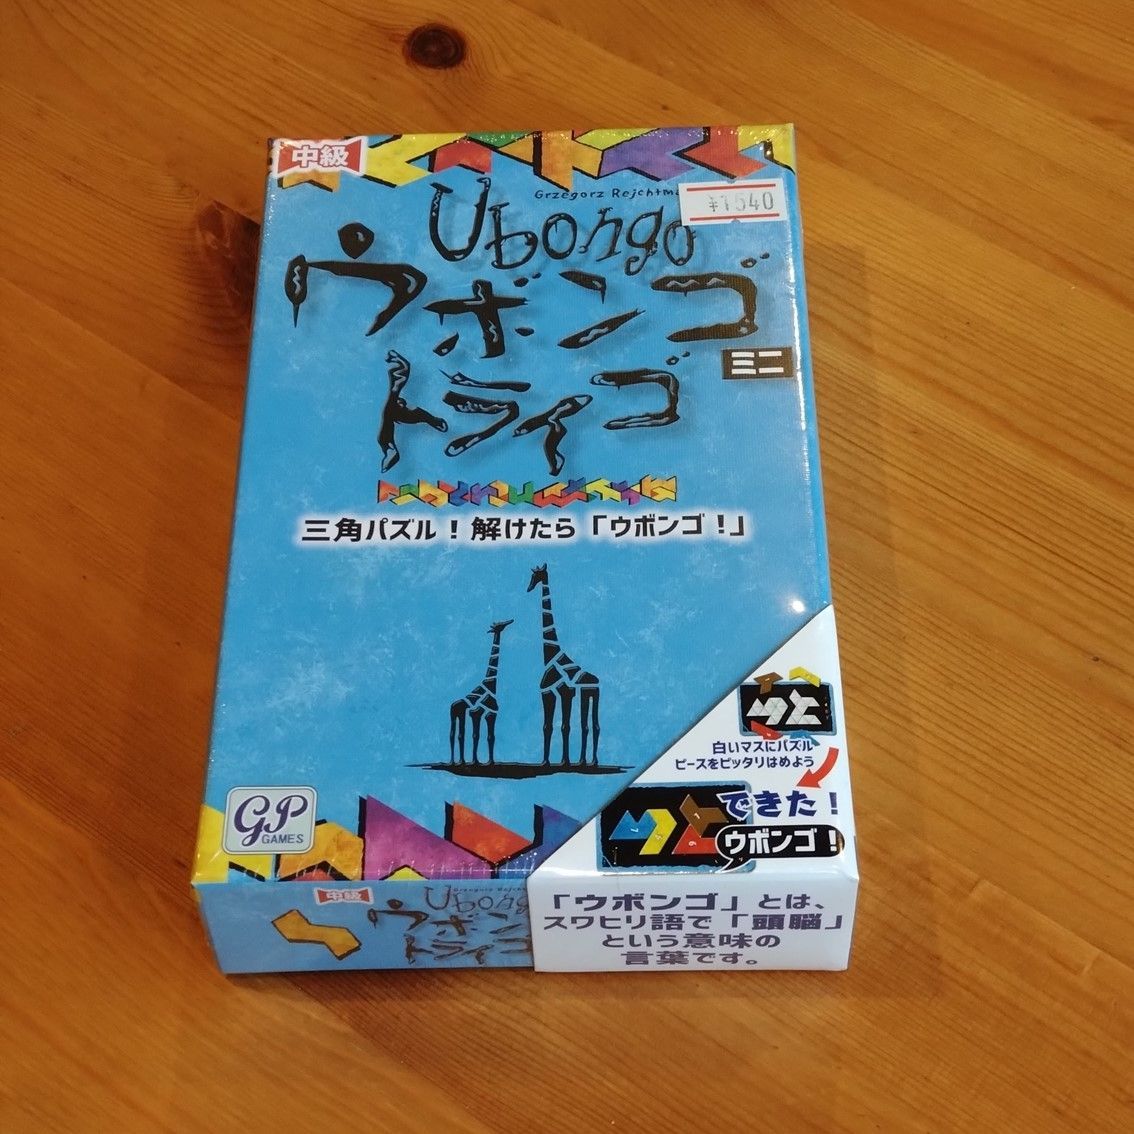 中級
Grzegorz Rejchtma
¥1540
Ubongo
ウボンゴ
ミニ
トライゴ
三角パズル!解けたら「ウボンゴ!」
白いマスにパズル
ピースをピッタリはめよう
できた!
ウボンゴ!
GP
GAMES
中級
Ubongo
ウボン
トライゴ
「ウボンゴ」とは、
スワヒリ語で「頭脳」
という意味の
言葉です。